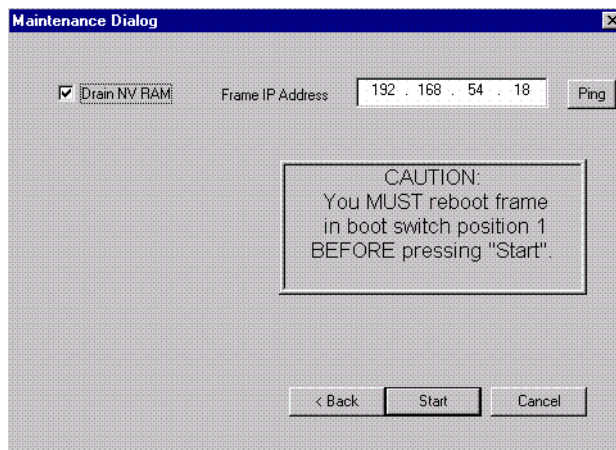 Maintenance Dialog
Drain NV RAM
Frame IP Address
192 . 168 . 54 . 18
Ping
CAUTION:
You MUST reboot frame
in boot switch position 1
BEFORE pressing "Start".
< Back
Start
Cancel